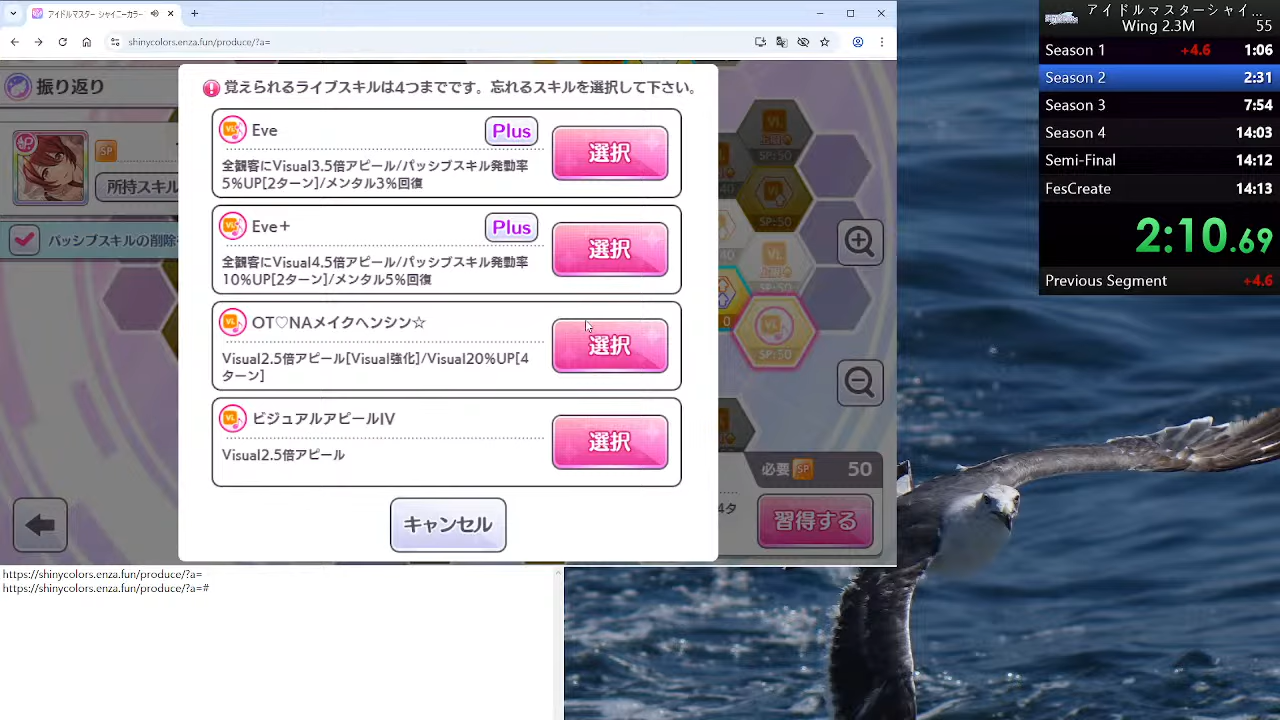 アイドルマスターシャイニーカラー
shinycolors.enza.fun/produce/?a=
アイドルマスターシャイ...
Wing 2.3M 55
Season 1 +4.6 1:06
Season 2 2:31
Season 3 7:54
Season 4 14:03
Semi-Final 14:12
FesCreate 14:13
2:10.69
Previous Segment +4.6
振り返り
SP
所持スキル
パッシブスキルの削除
覚えられるライブスキルは4つまでです。忘れるスキルを選択して下さい。
Eve Plus
全観客にVisual3.5倍アピール/パッシブスキル発動率
5%UP[2ターン]/メンタル3%回復
選択
Eve+ Plus
全観客にVisual4.5倍アピール/パッシブスキル発動率
10%UP[2ターン]/メンタル5%回復
選択
OT♡NAメイクヘンシン☆
Visual2.5倍アピール[Visual強化]/Visual20%UP[4
ターン]
選択
ビジュアルアピールⅣ
Visual2.5倍アピール
選択
キャンセル
SP:50
SP:50
SP:50
SP:50
必要 SP 50
習得する
https://shinycolors.enza.fun/produce/?a=
https://shinycolors.enza.fun/produce/?a=#